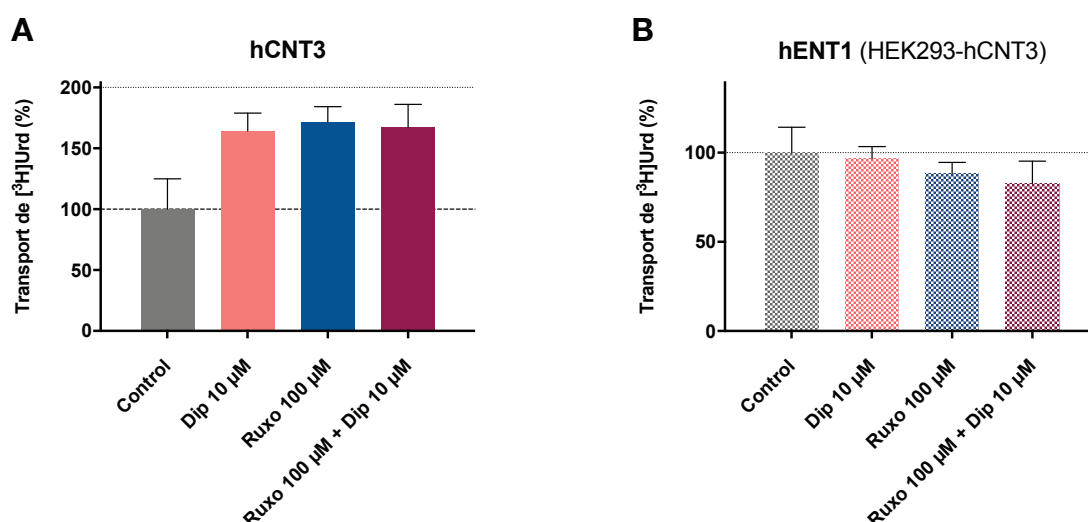 A
hCNT3
Transport de [³H]Urd (%)
200
150
100
50
0
Control
Dip 10 µM
Ruxo 100 µM
Ruxo 100 µM + Dip 10 µM
B
hENT1 (HEK293-hCNT3)
Transport de [³H]Urd (%)
100
50
0
Control
Dip 10 µM
Ruxo 100 µM
Ruxo 100 µM + Dip 10 µM